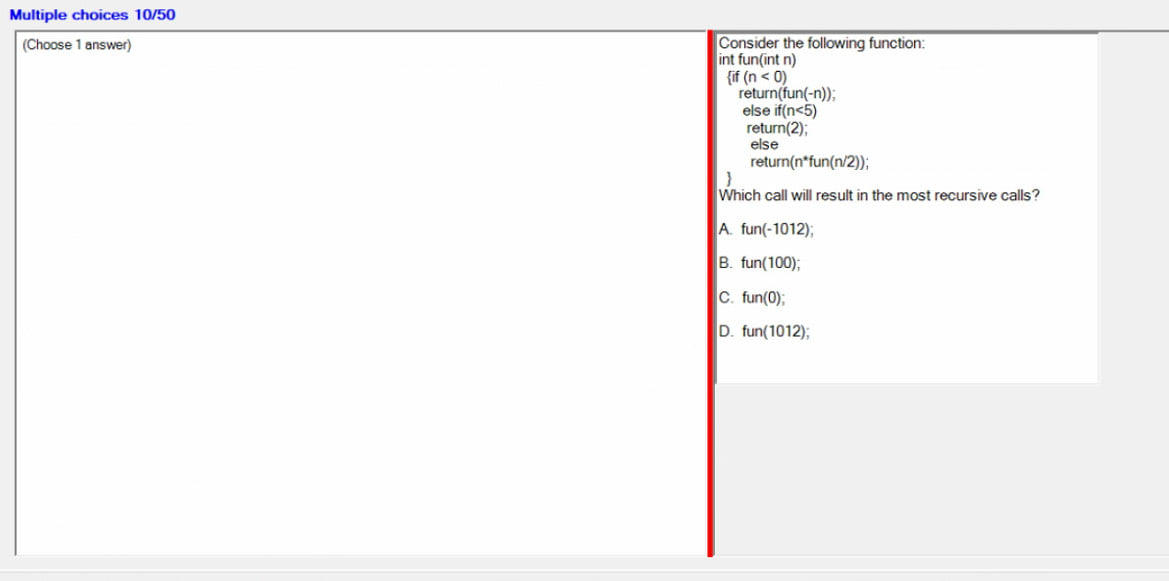 Multiple choices 10/50
(Choose 1 answer)
Consider the following function:
int fun(int n)
{if (n < 0)
return(fun(-n));
else if(n<5)
return(2);
else
return(n*fun(n/2));
}
Which call will result in the most recursive calls?
A. fun(-1012);
B. fun(100);
C. fun(0);
D. fun(1012);